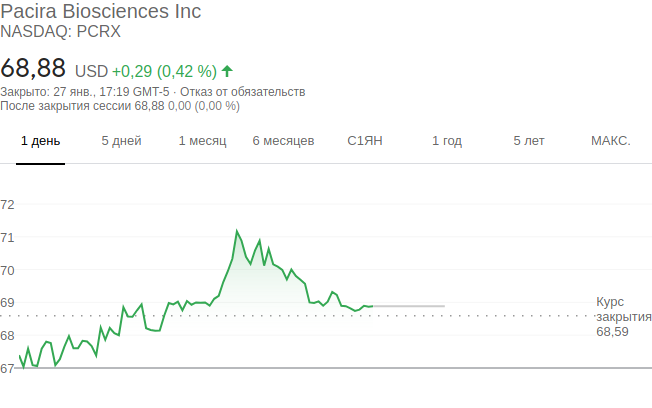 Pacira Biosciences Inc
NASDAQ: PCRX
68,88 USD +0,29 (0,42 %)
Закрыто: 27 янв., 17:19 GMT-5 · Отказ от обязательств
После закрытия сессии 68,88 0,00 (0,00 %)
1 день 5 дней 1 месяц 6 месяцев С1ЯН 1 год 5 лет МАКС.
72
71
70
69
Курс
закрытия
68,59
68
67